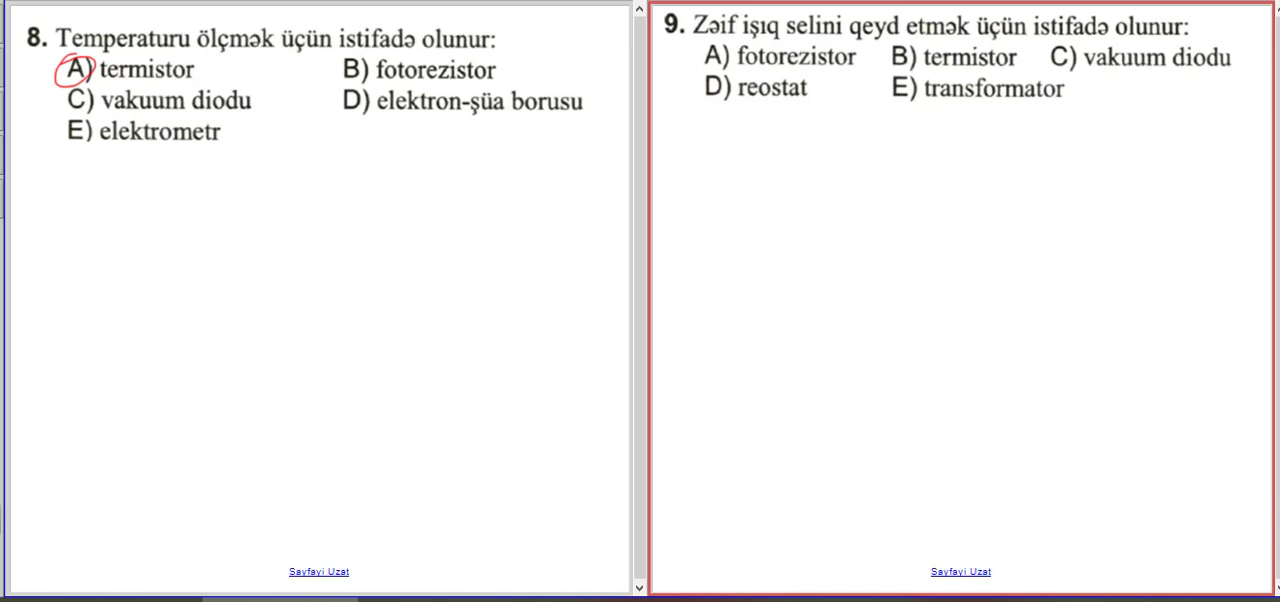 8. Temperaturu ölçmək üçün istifadə olunur:
A) termistor B) fotorezistor
C) vakuum diodu D) elektron-şüa borusu
E) elektrometr
Sayfayi Uzat
9. Zəif işıq selini qeyd etmək üçün istifadə olunur:
A) fotorezistor B) termistor C) vakuum diodu
D) reostat E) transformator
Sayfayi Uzat